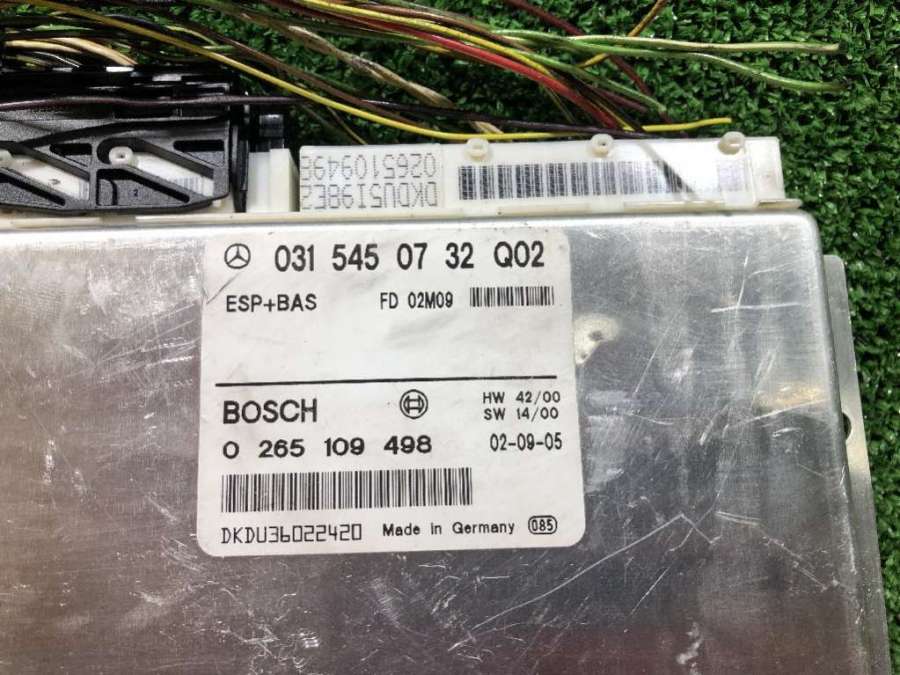 0265109498
DKDU5I98E2
031 545 07 32 Q02
ESP+BAS FD 02M09
BOSCH
HW 42/00
SW 14/00
0 265 109 498 02-09-05
DKDU36022420 Made in Germany 085